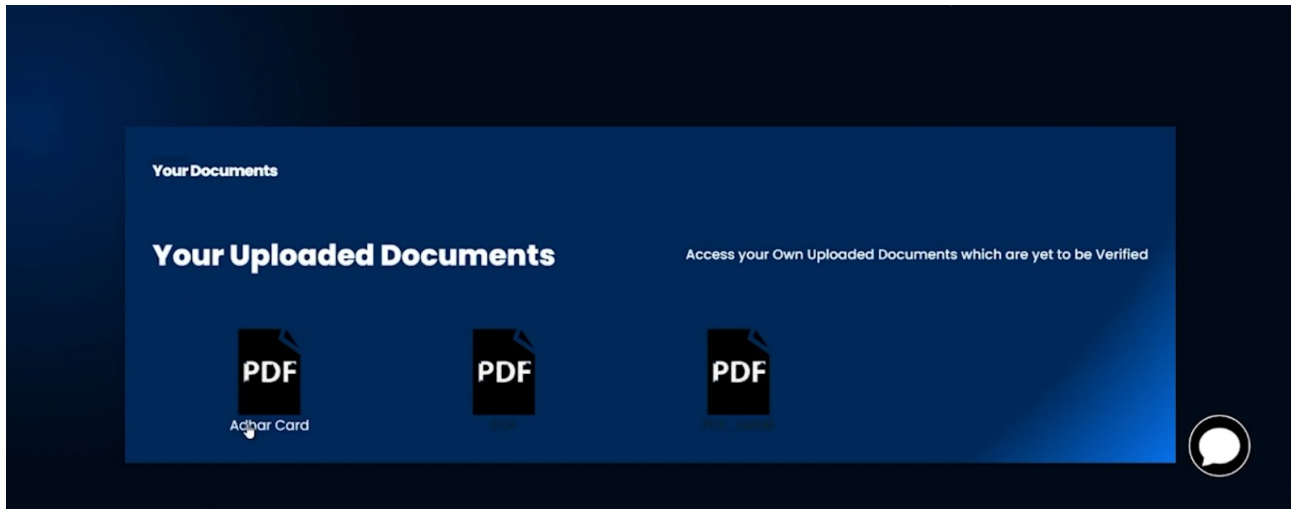 Your Documents
Your Uploaded Documents
Access your Own Uploaded Documents which are yet to be Verified
PDF
PDF
PDF
Adhar Card